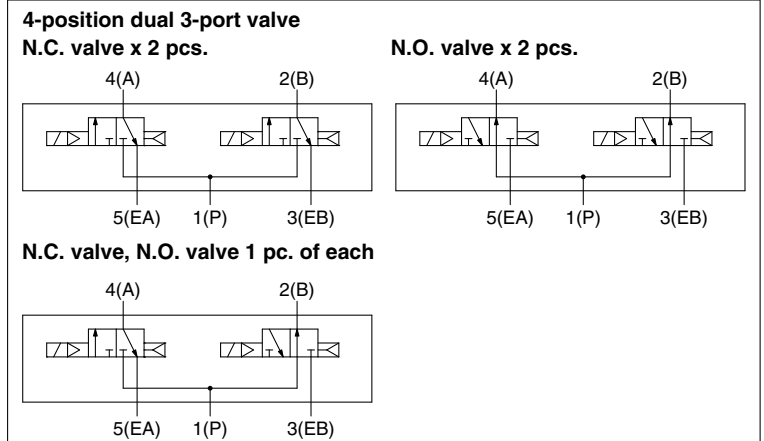 4-position dual 3-port valve
N.C. valve x 2 pcs.
4(A) 2(B)
5(EA) 1(P) 3(EB)
N.O. valve x 2 pcs.
4(A) 2(B)
5(EA) 1(P) 3(EB)
N.C. valve, N.O. valve 1 pc. of each
4(A) 2(B)
5(EA) 1(P) 3(EB)